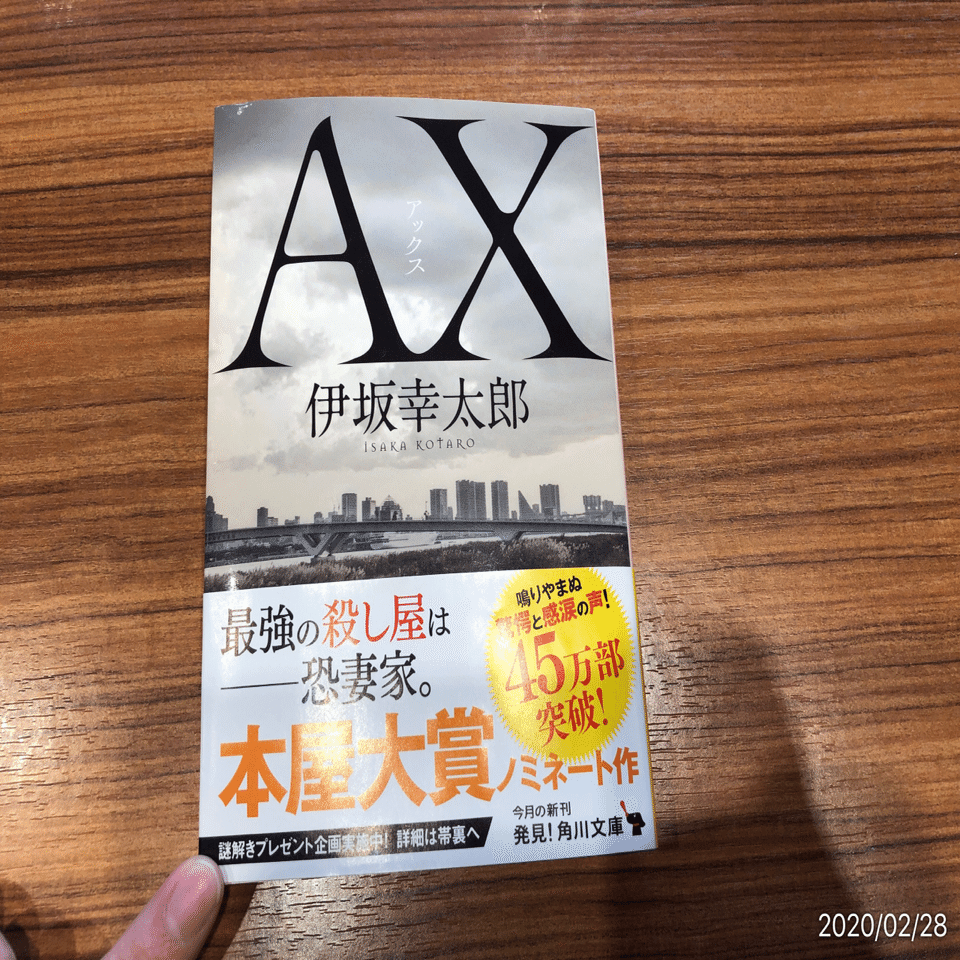 AX
アックス
伊坂幸太郎
ISAKA KOTARO
最強の殺し屋は
――恐妻家。
鳴りやまぬ
驚愕と感涙の声!
45万部
突破!
本屋大賞ノミネート作
今月の新刊
発見!角川文庫
謎解きプレゼント企画実施中! 詳細は帯裏へ
2020/02/28